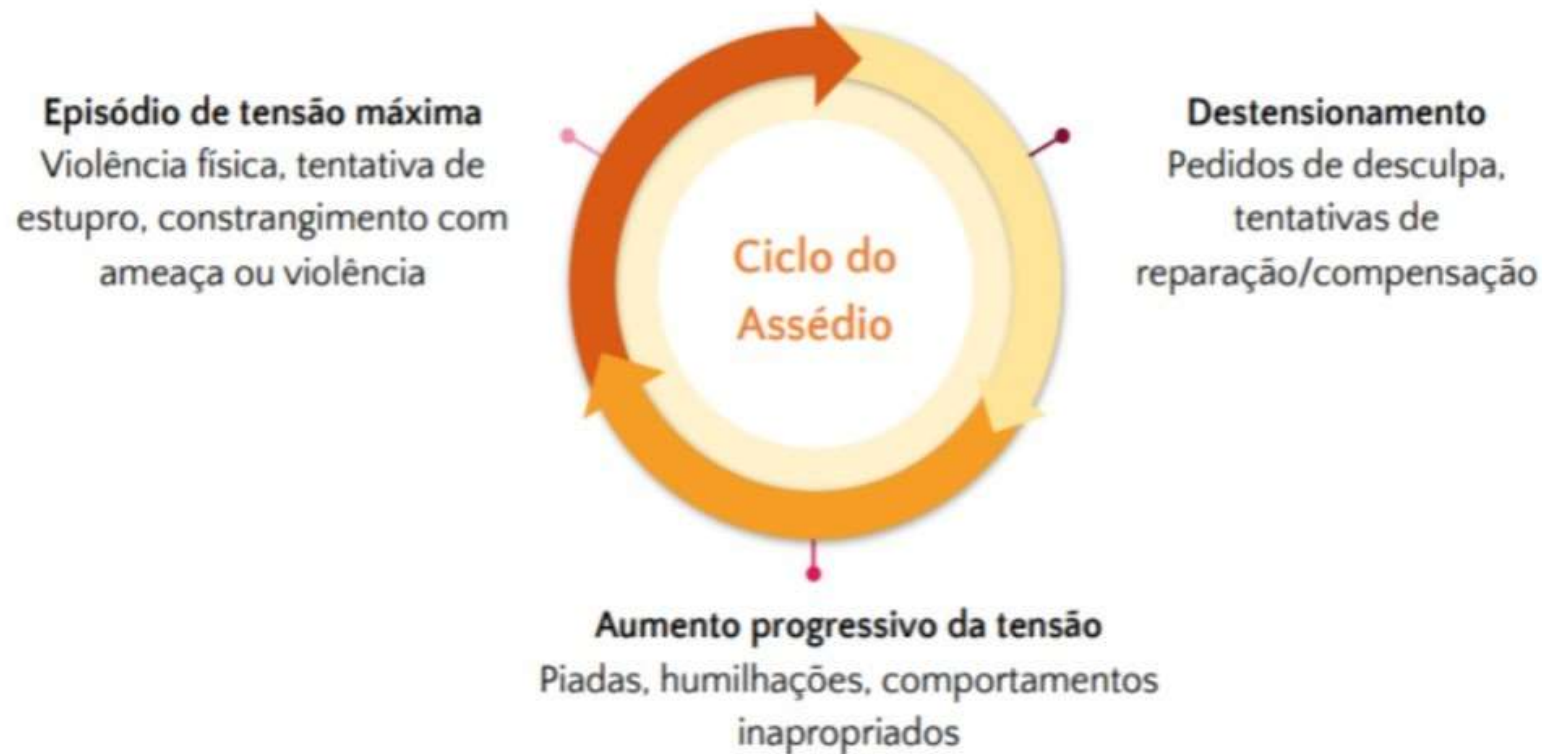 Episódio de tensão máxima
Violência física, tentativa de
estupro, constrangimento com
ameaça ou violência
Ciclo do
Assédio
Destensionamento
Pedidos de desculpa,
tentativas de
reparação/compensação
Aumento progressivo da tensão
Piadas, humilhações, comportamentos
inapropriados